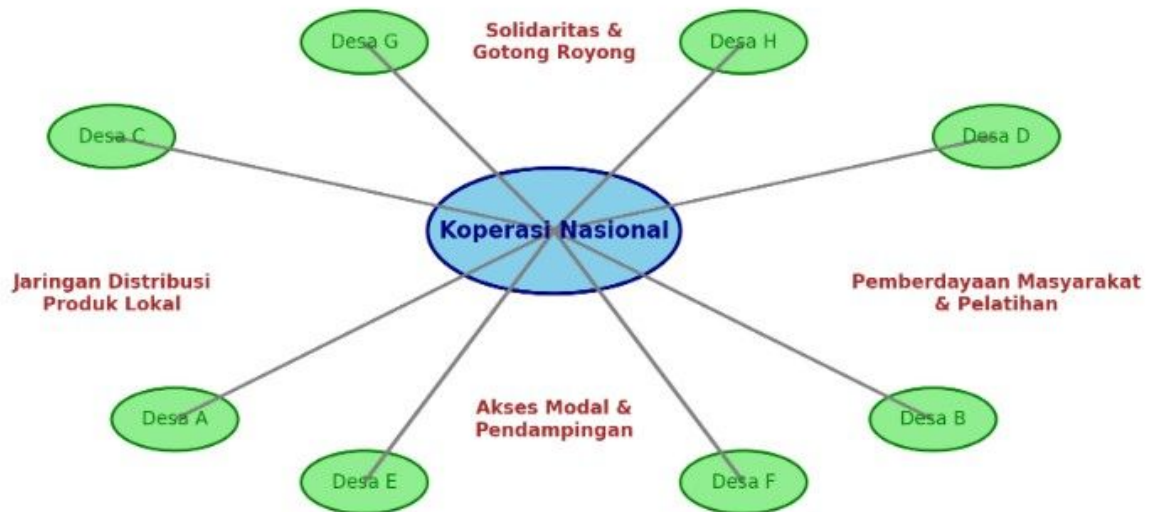 Desa G
Solidaritas &
Gotong Royong
Desa H
Desa C
Desa D
Koperasi Nasional
Jaringan Distribusi
Produk Lokal
Pemberdayaan Masyarakat
& Pelatihan
Desa A
Akses Modal &
Pendampingan
Desa B
Desa E
Desa F